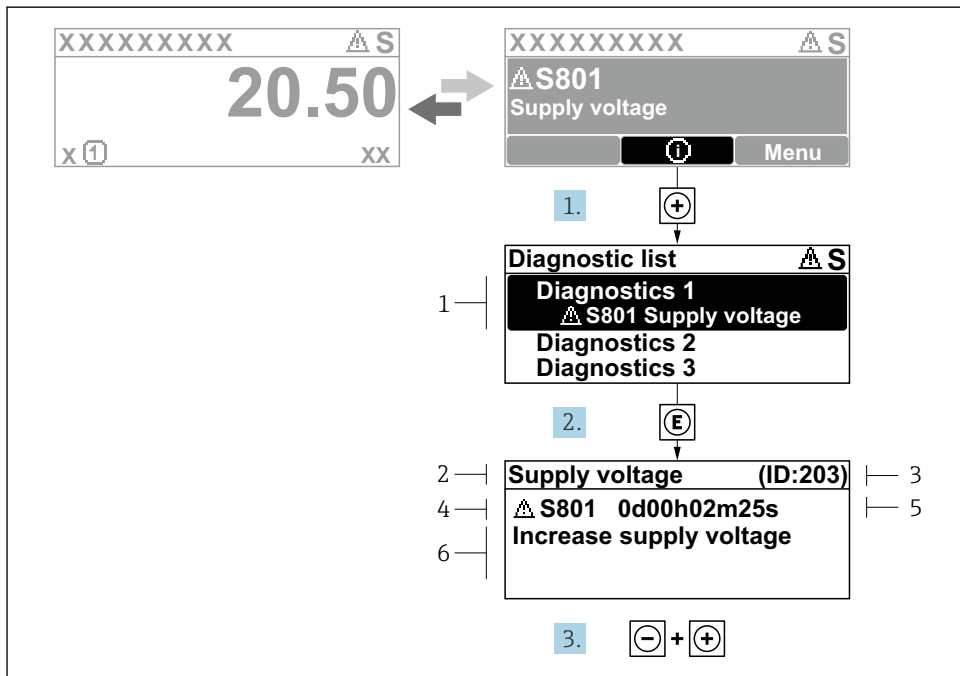 XXXXXXXXX ⚠ S
20.50
x 1 xx
XXXXXXXXX ⚠ S
⚠ S801
Supply voltage
i Menu
1. +
Diagnostic list ⚠ S
1
Diagnostics 1
⚠ S801 Supply voltage
Diagnostics 2
Diagnostics 3
2. E
2 Supply voltage (ID:203) 3
4 ⚠ S801 0d00h02m25s 5
6 Increase supply voltage
3. - + +